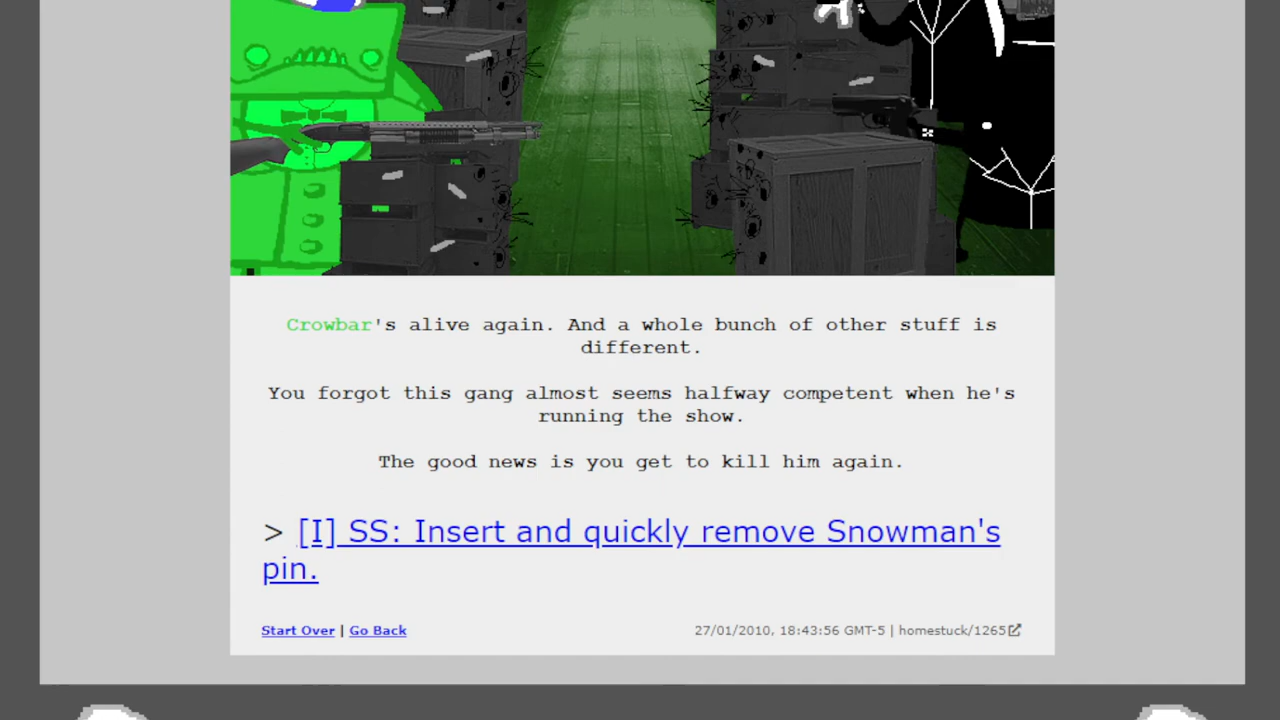 Crowbar's alive again. And a whole bunch of other stuff is
different.
You forgot this gang almost seems halfway competent when he's
running the show.
The good news is you get to kill him again.
> [I] SS: Insert and quickly remove Snowman's
pin.
Start Over | Go Back
27/01/2010, 18:43:56 GMT-5 | homestuck/1265